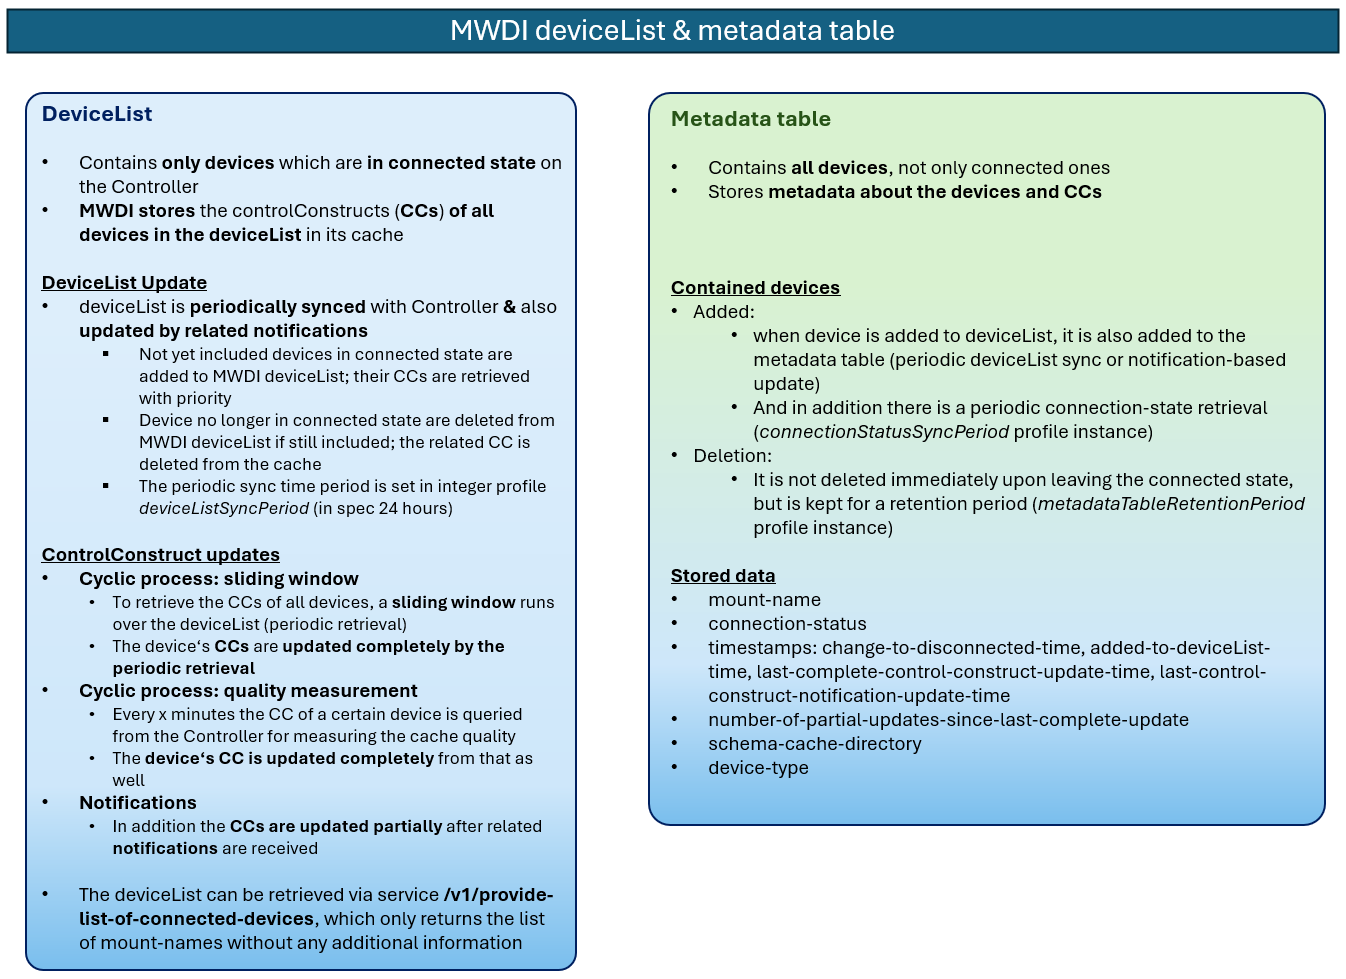 MWDI deviceList & metadata table
DeviceList
• Contains only devices which are in connected state on
the Controller
• MWDI stores the controlConstructs (CCs) of all
devices in the deviceList in its cache
DeviceList Update
• deviceList is periodically synced with Controller & also
updated by related notifications
▪ Not yet included devices in connected state are
added to MWDI deviceList; their CCs are retrieved
with priority
▪ Device no longer in connected state are deleted from
MWDI deviceList if still included; the related CC is
deleted from the cache
▪ The periodic sync time period is set in integer profile
deviceListSyncPeriod (in spec 24 hours)
ControlConstruct updates
• Cyclic process: sliding window
• To retrieve the CCs of all devices, a sliding window runs
over the deviceList (periodic retrieval)
• The device‘s CCs are updated completely by the
periodic retrieval
• Cyclic process: quality measurement
• Every x minutes the CC of a certain device is queried
from the Controller for measuring the cache quality
• The device‘s CC is updated completely from that as
well
• Notifications
• In addition the CCs are updated partially after related
notifications are received
• The deviceList can be retrieved via service /v1/provide-
list-of-connected-devices, which only returns the list
of mount-names without any additional information
Metadata table
• Contains all devices, not only connected ones
• Stores metadata about the devices and CCs
Contained devices
• Added:
• when device is added to deviceList, it is also added to the
metadata table (periodic deviceList sync or notification-based
update)
• And in addition there is a periodic connection-state retrieval
(connectionStatusSyncPeriod profile instance)
• Deletion:
• It is not deleted immediately upon leaving the connected state,
but is kept for a retention period (metadataTableRetentionPeriod
profile instance)
Stored data
• mount-name
• connection-status
• timestamps: change-to-disconnected-time, added-to-deviceList-
time, last-complete-control-construct-update-time, last-control-
construct-notification-update-time
• number-of-partial-updates-since-last-complete-update
• schema-cache-directory
• device-type